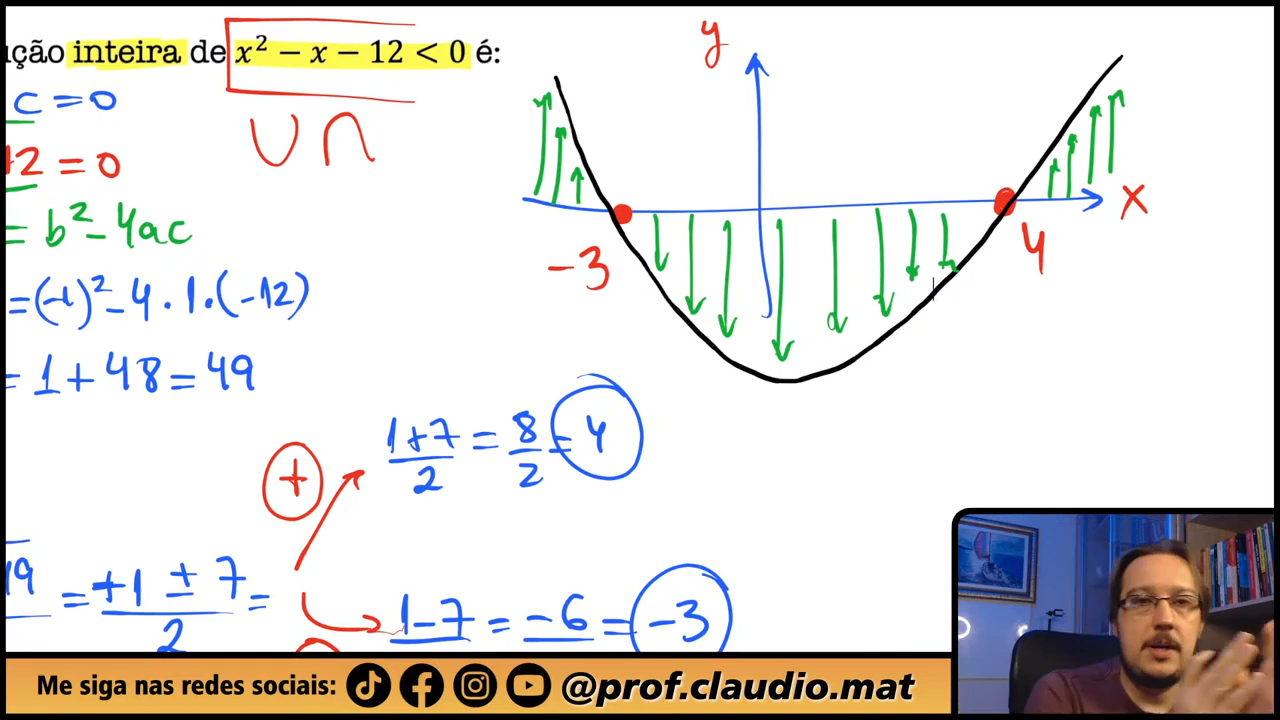 ução inteira de x² − x − 12 < 0 é:
c = 0
+2 = 0
= b² - 4ac
= (-1)² - 4 · 1 · (-12)
= 1 + 48 = 49
y
x
-3
4
+
1+7/2 = 8/2 = 4
= +1 ± 7/2 =
1-7 = -6 = -3
Me siga nas redes sociais: @prof.claudio.mat